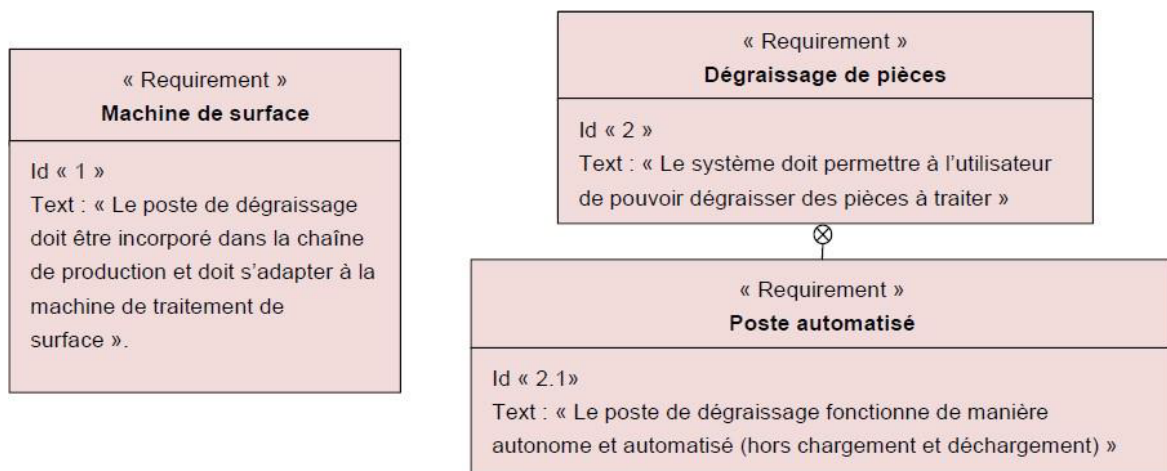 « Requirement »
Machine de surface
Id « 1 »
Text : « Le poste de dégraissage
doit être incorporé dans la chaîne
de production et doit s’adapter à la
machine de traitement de
surface ».
« Requirement »
Dégraissage de pièces
Id « 2 »
Text : « Le système doit permettre à l’utilisateur
de pouvoir dégraisser des pièces à traiter »
« Requirement »
Poste automatisé
Id « 2.1»
Text : « Le poste de dégraissage fonctionne de manière
autonome et automatisé (hors chargement et déchargement) »